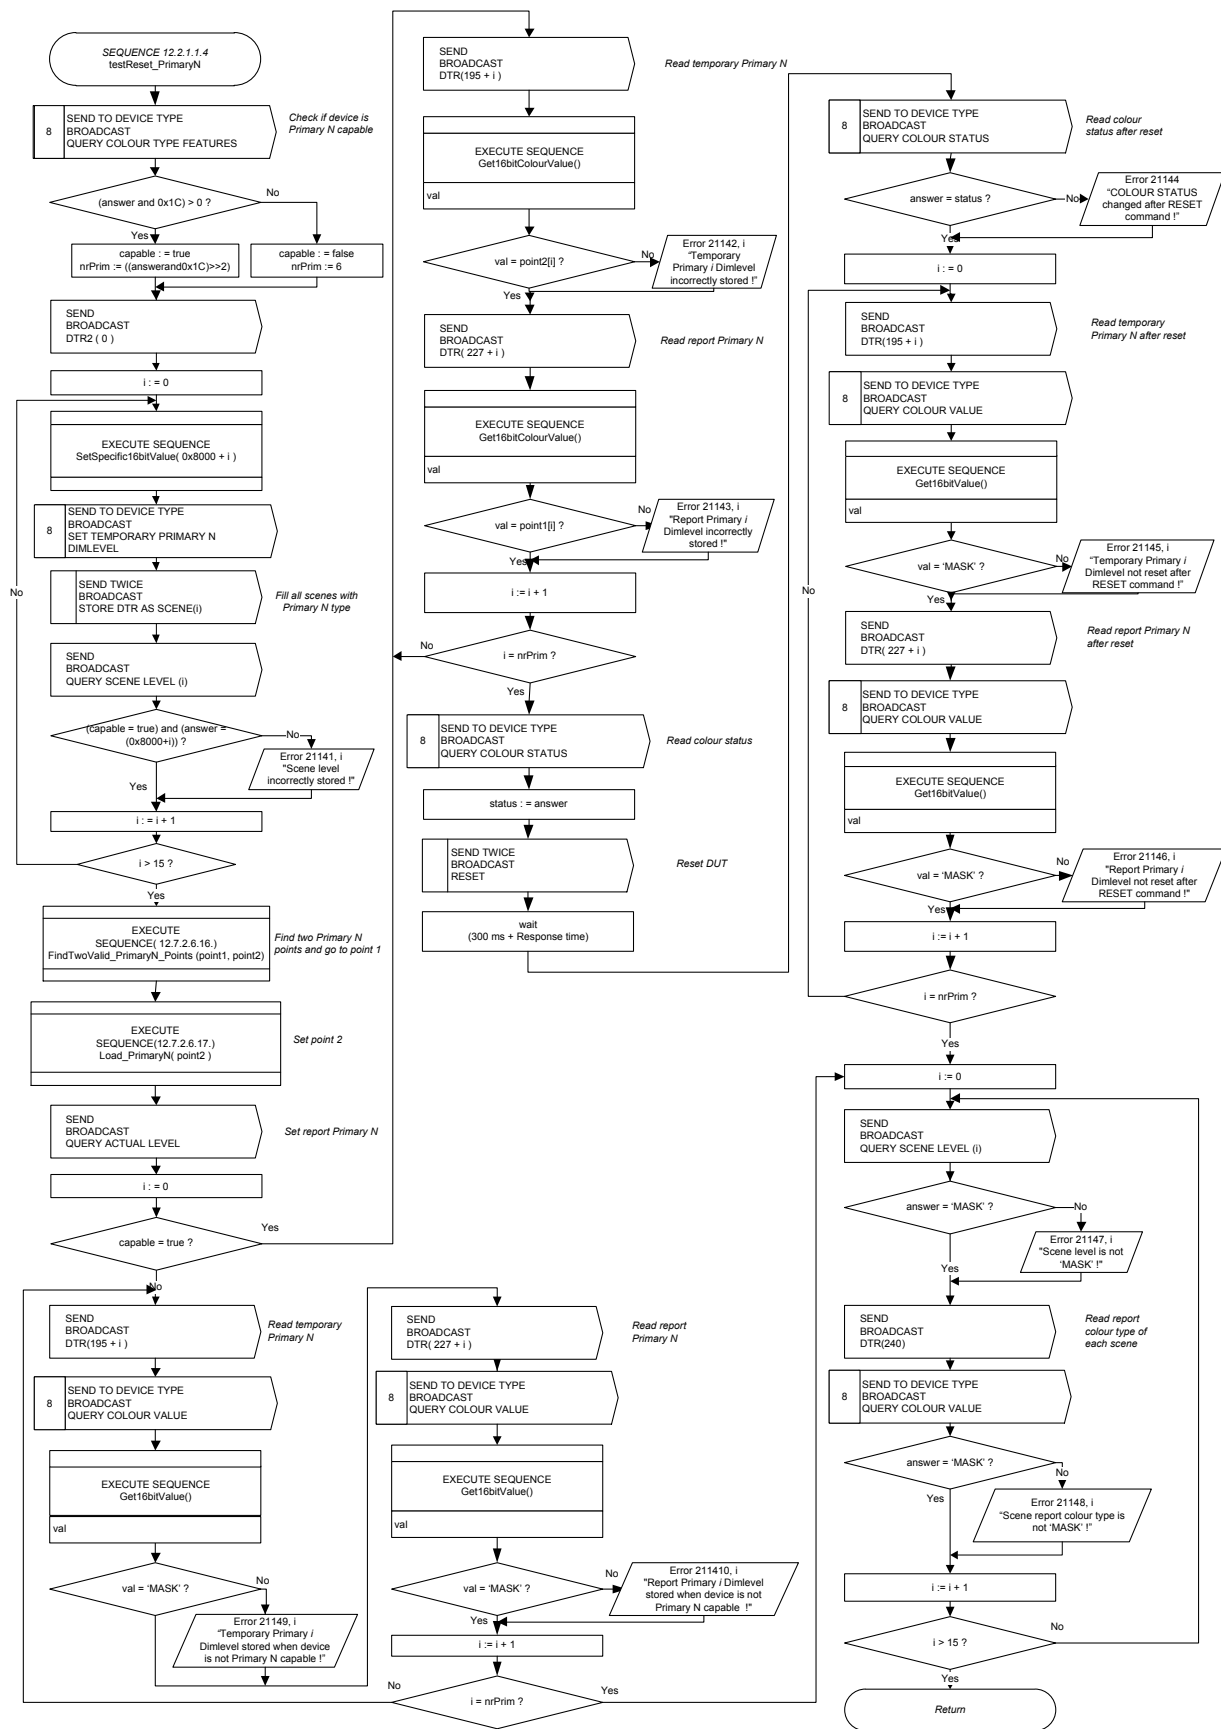 SEQUENCE 12.2.1.1.4
testReset_PrimaryN
8
SEND TO DEVICE TYPE
BROADCAST
QUERY COLOUR TYPE FEATURES
Check if device is
Primary N capable
(answer and 0x1C) > 0 ?
No
Yes
capable : = true
nrPrim := ((answerand0x1C)>>2)
capable : = false
nrPrim := 6
SEND
BROADCAST
DTR2 ( 0 )
i : = 0
EXECUTE SEQUENCE
SetSpecific16bitValue( 0x8000 + i )
8
SEND TO DEVICE TYPE
BROADCAST
SET TEMPORARY PRIMARY N
DIMLEVEL
No
SEND TWICE
BROADCAST
STORE DTR AS SCENE(i)
Fill all scenes with
Primary N type
SEND
BROADCAST
QUERY SCENE LEVEL (i)
(capable = true) and (answer =
(0x8000+i)) ?
No
Error 21141, i
"Scene level
incorrectly stored !"
Yes
i : = i + 1
i > 15 ?
Yes
EXECUTE
SEQUENCE( 12.7.2.6.16.)
FindTwoValid_PrimaryN_Points (point1, point2)
Find two Primary N
points and go to point 1
EXECUTE
SEQUENCE(12.7.2.6.17.)
Load_PrimaryN( point2 )
Set point 2
SEND
BROADCAST
QUERY ACTUAL LEVEL
Set report Primary N
i : = 0
capable = true ?
Yes
No
SEND
BROADCAST
DTR(195 + i )
Read temporary
Primary N
8
SEND TO DEVICE TYPE
BROADCAST
QUERY COLOUR VALUE
EXECUTE SEQUENCE
Get16bitValue()
val
val = ‘MASK’ ?
No
Error 21149, i
“Temporary Primary i
Dimlevel stored when device
is not Primary N capable !”
SEND
BROADCAST
DTR(195 + i )
Read temporary Primary N
EXECUTE SEQUENCE
Get16bitColourValue()
val
val = point2[i] ?
No
Error 21142, i
“Temporary
Primary i Dimlevel
incorrectly stored !”
Yes
SEND
BROADCAST
DTR( 227 + i )
Read report Primary N
EXECUTE SEQUENCE
Get16bitColourValue()
val
val = point1[i] ?
No
Error 21143, i
"Report Primary i
Dimlevel incorrectly
stored !"
Yes
i := i + 1
No
i = nrPrim ?
Yes
8
SEND TO DEVICE TYPE
BROADCAST
QUERY COLOUR STATUS
Read colour status
status : = answer
SEND TWICE
BROADCAST
RESET
Reset DUT
wait
(300 ms + Response time)
SEND
BROADCAST
DTR( 227 + i )
Read report
Primary N
8
SEND TO DEVICE TYPE
BROADCAST
QUERY COLOUR VALUE
EXECUTE SEQUENCE
Get16bitValue()
val
val = ‘MASK’ ?
No
Error 211410, i
"Report Primary i Dimlevel
stored when device is not
Primary N capable !"
Yes
i := i + 1
No
i = nrPrim ?
Yes
8
SEND TO DEVICE TYPE
BROADCAST
QUERY COLOUR STATUS
Read colour
status after reset
answer = status ?
No
Error 21144
“COLOUR STATUS
changed after RESET
command !”
Yes
i : = 0
SEND
BROADCAST
DTR(195 + i )
Read temporary
Primary N after reset
8
SEND TO DEVICE TYPE
BROADCAST
QUERY COLOUR VALUE
EXECUTE SEQUENCE
Get16bitValue()
val
No
val = ‘MASK’ ?
No
Error 21145, i
“Temporary Primary i
Dimlevel not reset after
RESET command !”
Yes
SEND
BROADCAST
DTR( 227 + i )
Read report Primary N
after reset
8
SEND TO DEVICE TYPE
BROADCAST
QUERY COLOUR VALUE
EXECUTE SEQUENCE
Get16bitValue()
val
val = ‘MASK’ ?
No
Error 21146, i
"Report Primary i
Dimlevel not reset after
RESET command !"
Yes
i := i + 1
i = nrPrim ?
Yes
i := 0
SEND
BROADCAST
QUERY SCENE LEVEL (i)
answer = ‘MASK’ ?
No
Error 21147, i
"Scene level is not
‘MASK’ !"
Yes
SEND
BROADCAST
DTR(240)
Read report
colour type of
each scene
8
SEND TO DEVICE TYPE
BROADCAST
QUERY COLOUR VALUE
answer = ‘MASK’ ?
No
Error 21148, i
“Scene report colour type is
not ‘MASK’ !”
Yes
i := i + 1
i > 15 ?
No
Yes
Return